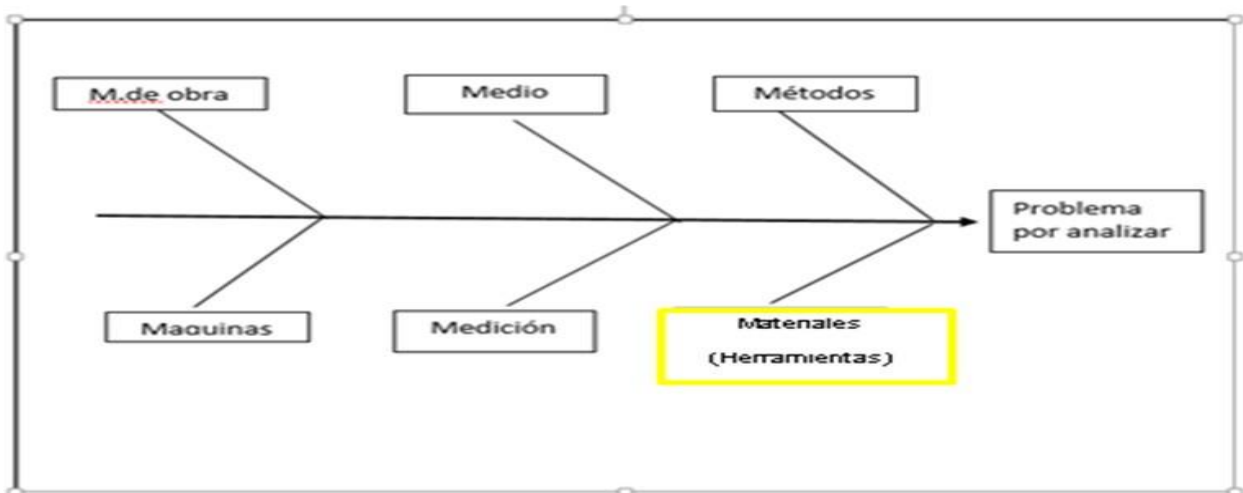 M.de obra
Medio
Métodos
Problema
por analizar
Maquinas
Medición
Materiales
(Herramientas)